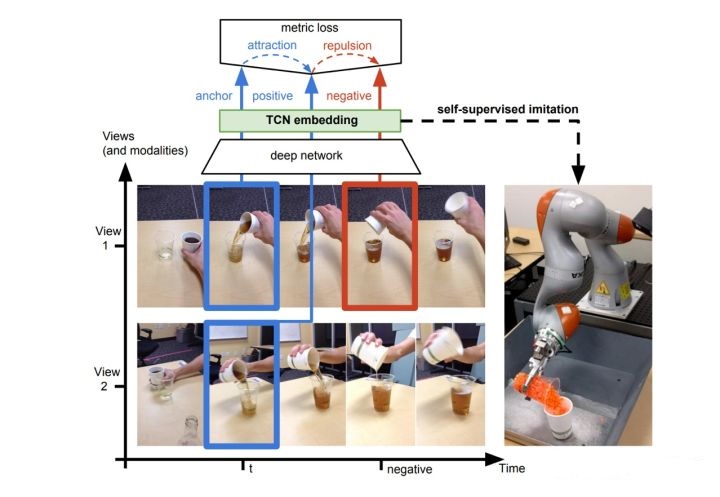 metric loss
attraction
repulsion
anchor
positive
negative
TCN embedding
self-supervised imitation
Views
(and modalities)
deep network
View
1
View
2
t
negative
Time